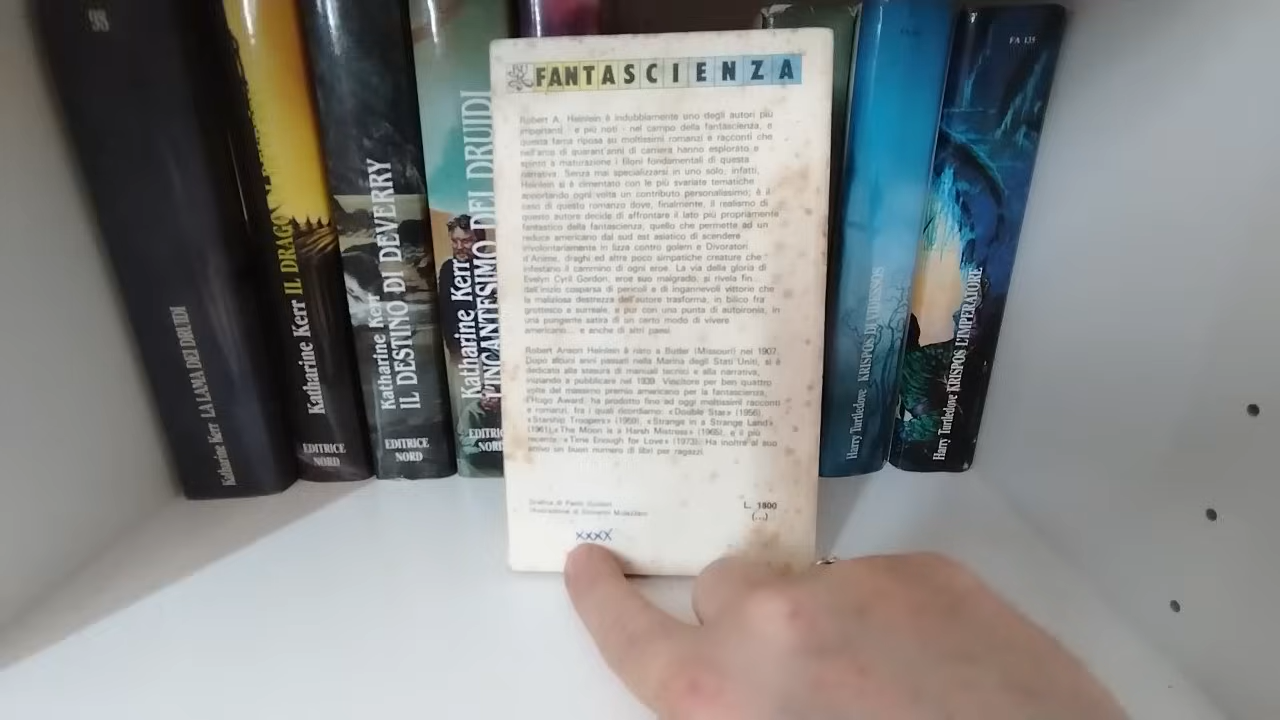 98
Katharine Kerr LA LAMA DEI DRUIDI
Katharine Kerr IL DRAGO
EDITRICE
NORD
Katharine Kerr
IL DESTINO DI DEVERRY
EDITRICE
NORD
Katharine Kerr
L'INCANTESIMO DEI DRUIDI
FANTASCIENZA
Robert A. Heinlein è indubbiamente uno degli autori più
importanti - e più noti - nel campo della fantascienza, e
questa fama riposa su moltissimi romanzi e racconti che
nell'arco di quarant'anni di carriera hanno esplorato e
spinto a maturazione i filoni fondamentali di questa
narrativa. Senza mai specializzarsi in uno solo, infatti,
Heinlein si è cimentato con le più svariate tematiche
apportando ogni volta un contributo personalissimo; è il
caso di questo romanzo dove, finalmente, il realismo di
questo autore decide di affrontare il lato più propriamente
fantastico della fantascienza, quello che permette ad un
reduce americano dal sud est asiatico di scendere
involontariamente in lizza contro golem e Divoratori
d'Anime, draghi ed altre poco simpatiche creature che
infestano il cammino di ogni eroe. La via della gloria di
Evelyn Cyril Gordon, eroe suo malgrado, si rivela fin
dall'inizio cosparsa di pericoli e di ingannevoli vittorie che
la maliziosa destrezza dell'autore trasforma, in bilico fra
grottesco e surreale, e pur con una punta di autoironia, in
una pungente satira di un certo modo di vivere
americano... e anche di altri paesi.
Robert Anson Heinlein è nato a Butler (Missouri) nel 1907.
Dopo alcuni anni passati nella Marina degli Stati Uniti, si è
dedicato alla stesura di manuali tecnici e alla narrativa,
iniziando a pubblicare nel 1939. Vincitore per ben quattro
volte del massimo premio americano per la fantascienza,
l'Hugo Award, ha prodotto fino ad oggi moltissimi racconti
e romanzi, fra i quali ricordiamo: «Double Star» (1956),
«Starship Troopers» (1959), «Strange in a Strange Land»
(1961), «The Moon is a Harsh Mistress» (1965), e il più
recente: «Time Enough for Love» (1973). Ha inoltre al suo
attivo un buon numero di libri per ragazzi.
Grafica di
Illustrazione di Giovanni Mulazzani
L. 1800
(...)
xxxx
Harry Turtledove KRISPOS DI VIDESSOS
FA 135
Harry Turtledove KRISPOS L'IMPERATORE